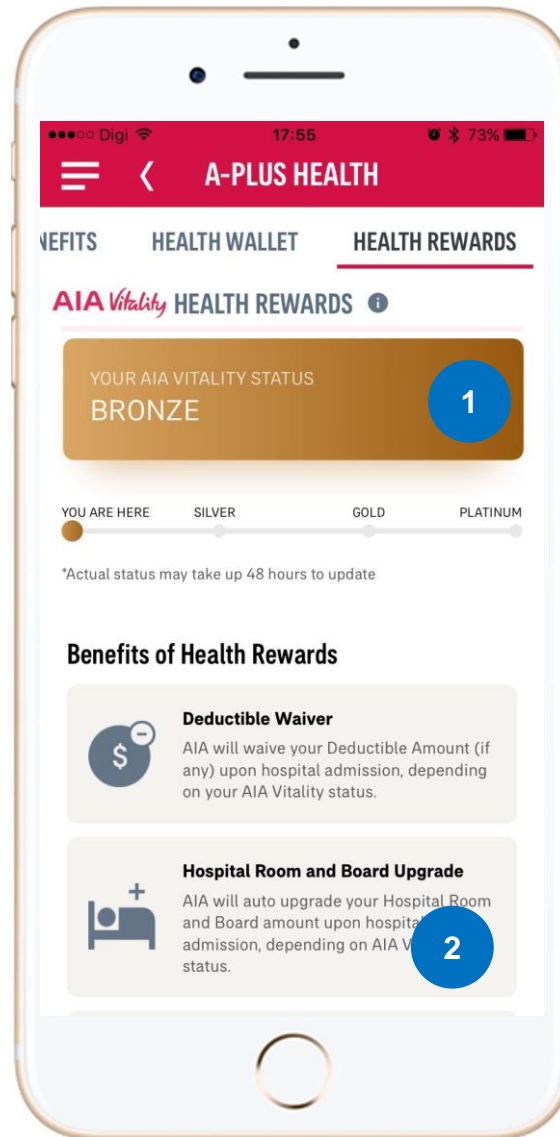 Digi 17:55 73%
A-PLUS HEALTH
NEFITS HEALTH WALLET HEALTH REWARDS
AIA Vitality HEALTH REWARDS i
YOUR AIA VITALITY STATUS
BRONZE
1
YOU ARE HERE SILVER GOLD PLATINUM
*Actual status may take up 48 hours to update
Benefits of Health Rewards
Deductible Waiver
AIA will waive your Deductible Amount (if
any) upon hospital admission, depending
on your AIA Vitality status.
$
Hospital Room and Board Upgrade
AIA will auto upgrade your Hospital Room
and Board amount upon
admission, depending on AIA
status.
2